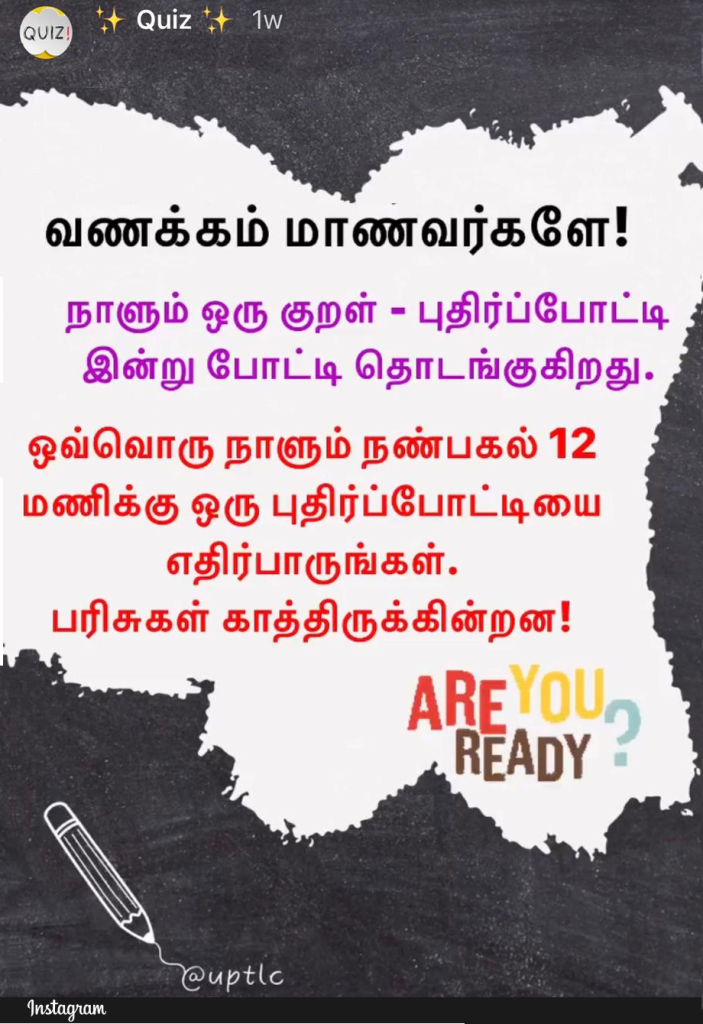 QUIZ!
✨ Quiz ✨ 1w
வணக்கம் மாணவர்களே!
நாளும் ஒரு குறள் - புதிர்ப்போட்டி
இன்று போட்டி தொடங்குகிறது.
ஒவ்வொரு நாளும் நண்பகல் 12
மணிக்கு ஒரு புதிர்ப்போட்டியை
எதிர்பாருங்கள்.
பரிசுகள் காத்திருக்கின்றன!
ARE YOU
READY ?
@uptlc
Instagram